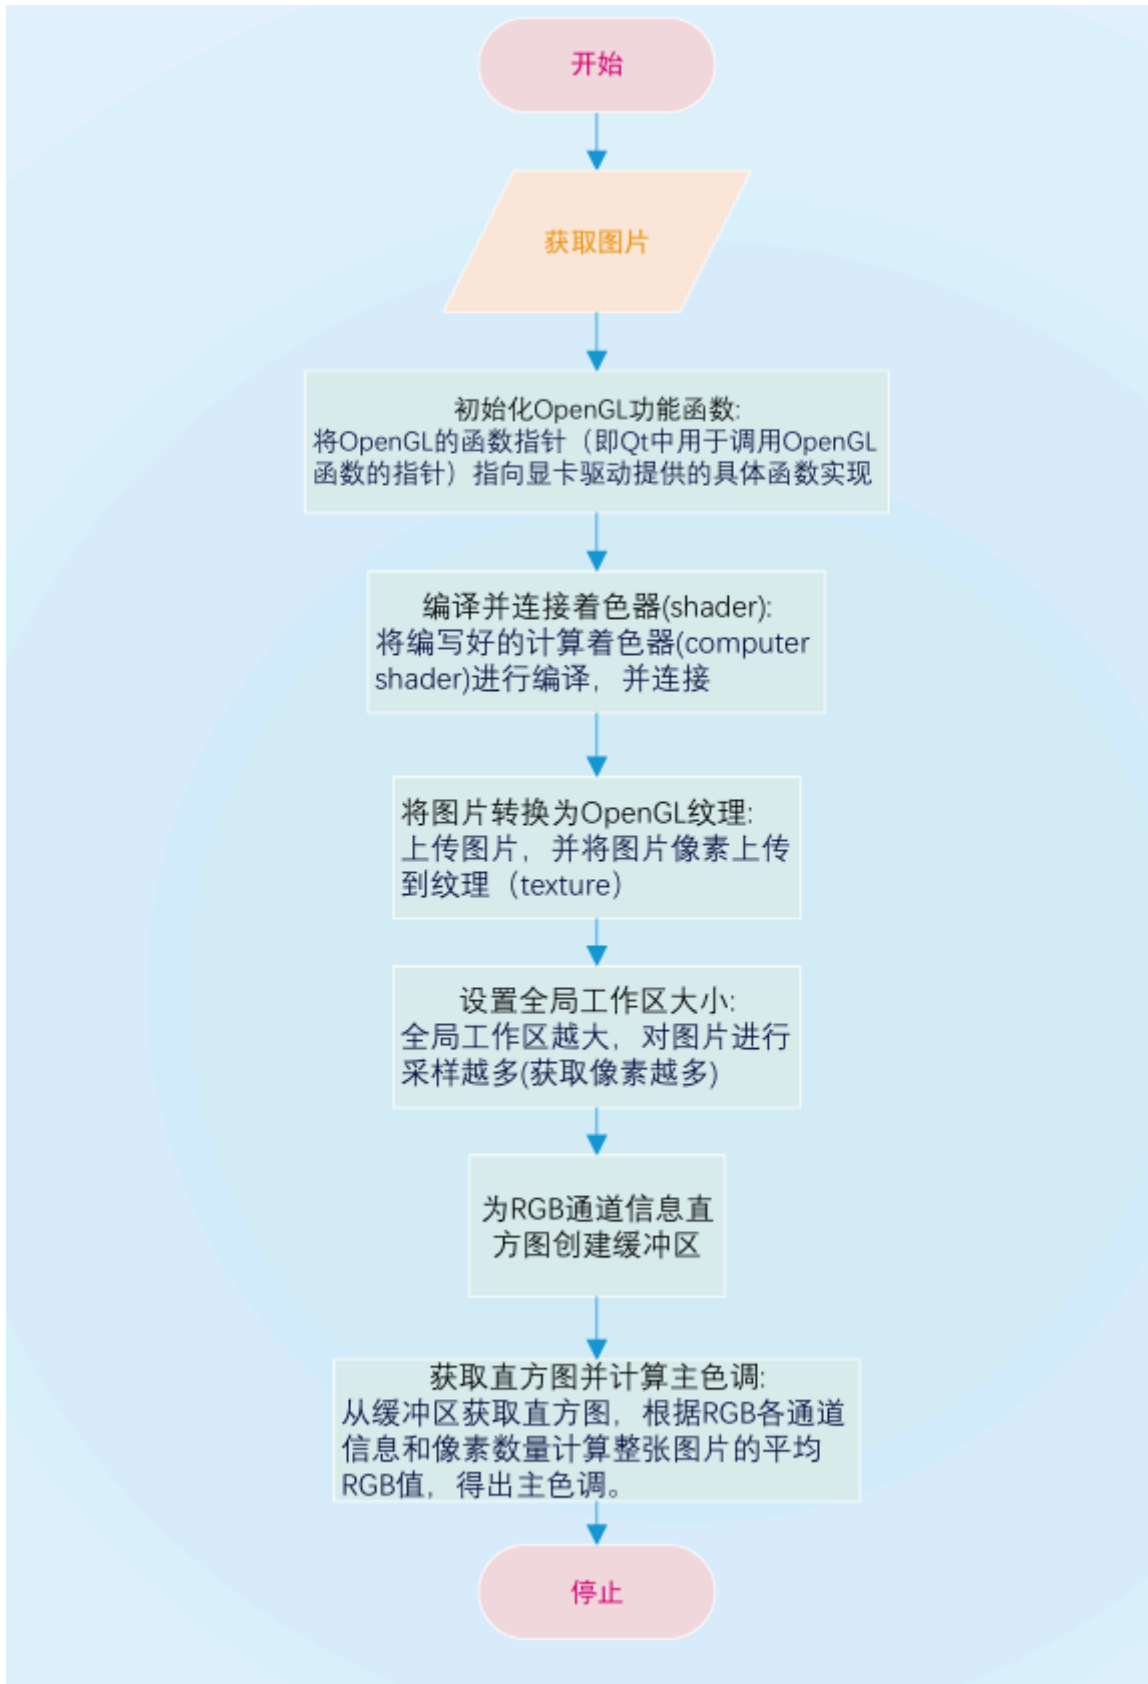 开始
获取图片
初始化OpenGL功能函数:
将OpenGL的函数指针（即Qt中用于调用OpenGL
函数的指针）指向显卡驱动提供的具体函数实现
编译并连接着色器(shader):
将编写好的计算着色器(computer
shader)进行编译，并连接
将图片转换为OpenGL纹理:
上传图片，并将图片像素上传
到纹理（texture）
设置全局工作区大小:
全局工作区越大，对图片进行
采样越多(获取像素越多)
为RGB通道信息直
方图创建缓冲区
获取直方图并计算主色调:
从缓冲区获取直方图，根据RGB各通道
信息和像素数量计算整张图片的平均
RGB值，得出主色调。
停止